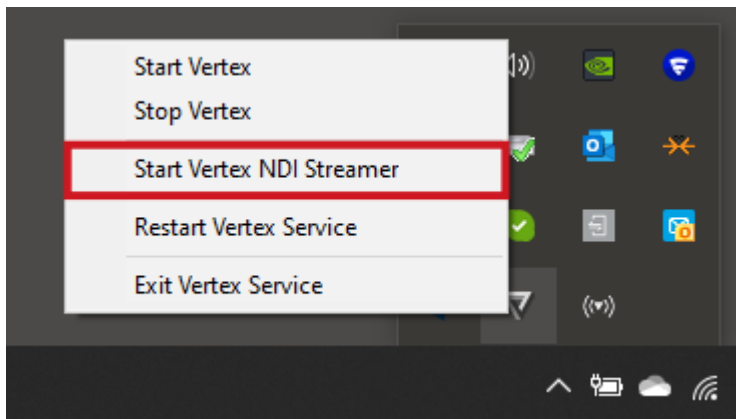 Start Vertex
Stop Vertex
Start Vertex NDI Streamer
Restart Vertex Service
Exit Vertex Service